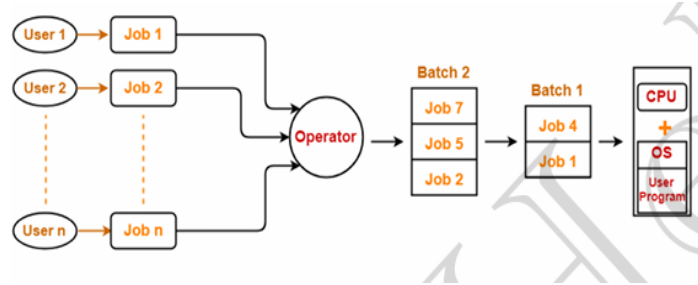 User 1
Job 1
User 2
Job 2
User n
Job n
Operator
Batch 2
Job 7
Job 5
Job 2
Batch 1
Job 4
Job 1
CPU
+
OS
User
Program